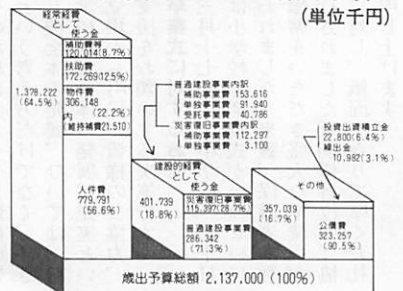 (単位千円)
経常経費
として
使う金
補助費等
120.014(8.7%)
扶助費
172.269(12.5%)
物件費
306.148
(22.2%)
内
維持補費21.510
1,378.222
(64.5%)
人件費
779.791
(56.6%)
普通建設事業内訳
補助事業費 153.616
単独事業費 91.940
受託事業費 40.786
災害復旧事業費内訳
補助事業費 112.297
単独事業費 3.100
建設的経費
として
使う金
401.739
(18.8%)
災害復旧事業費
115.397(28.7%)
普通建設事業費
286.342
(71.3%)
その他
投資出資積立金
22.800(6.4%)
繰出金
10.982(3.1%)
357.039
(16.7%)
公債費
323.257
(90.5%)
歳出予算総額 2,137.000(100%)